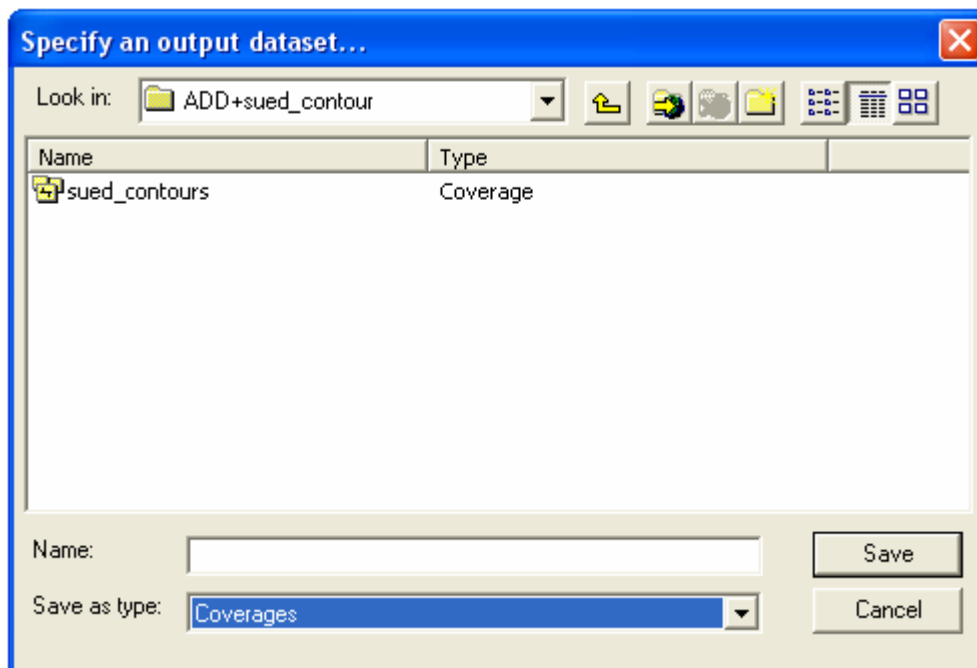 Specify an output dataset...
Look in: ADD+sued_contour
Name Type
sued_contours Coverage
Name: Save
Save as type: Coverages Cancel